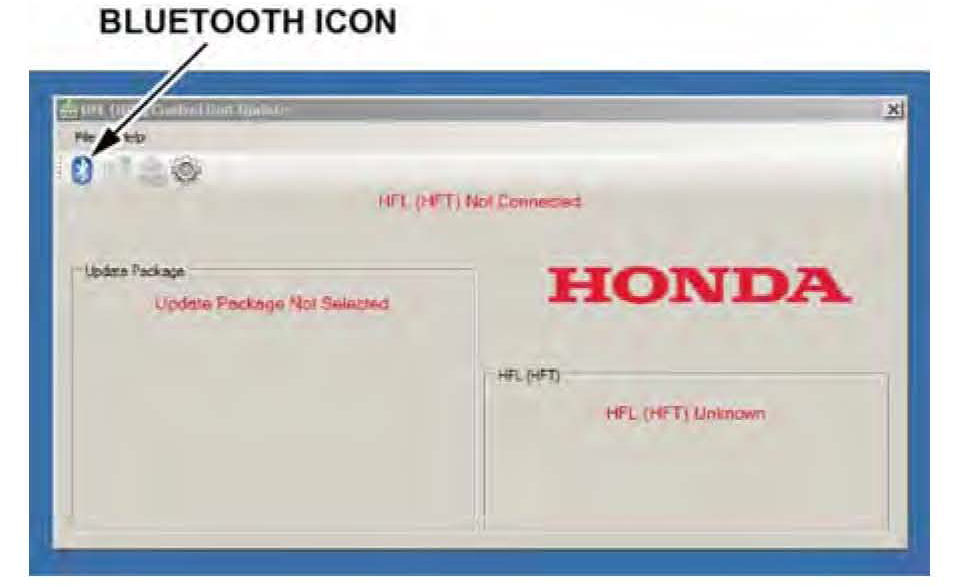 BLUETOOTH ICON
HFL (HFT) Control Unit Updater
File Help
HFL (HFT) Not Connected
Update Package
Update Package Not Selected
HONDA
HFL (HFT)
HFL (HFT) Unknown